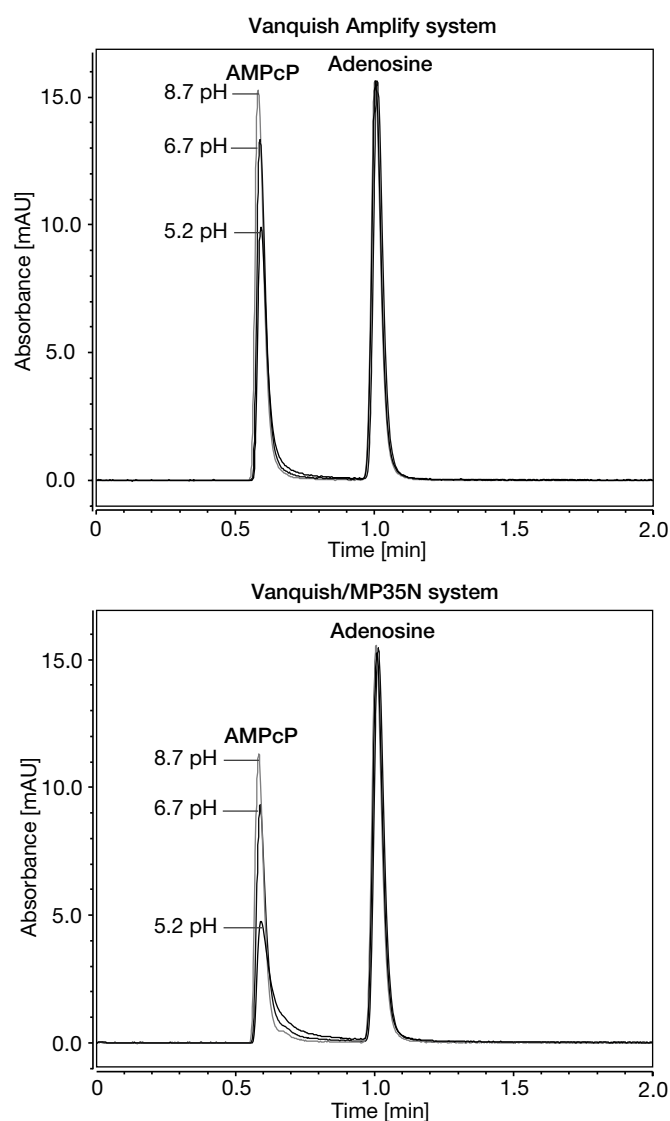 Vanquish Amplify system
AMPcP
Adenosine
8.7 pH
6.7 pH
5.2 pH
15.0
10.0
5.0
0.0
Absorbance [mAU]
0 0.5 1.0 1.5 2.0
Time [min]
Vanquish/MP35N system
Adenosine
AMPcP
8.7 pH
6.7 pH
5.2 pH
15.0
10.0
5.0
0.0
Absorbance [mAU]
0 0.5 1.0 1.5 2.0
Time [min]